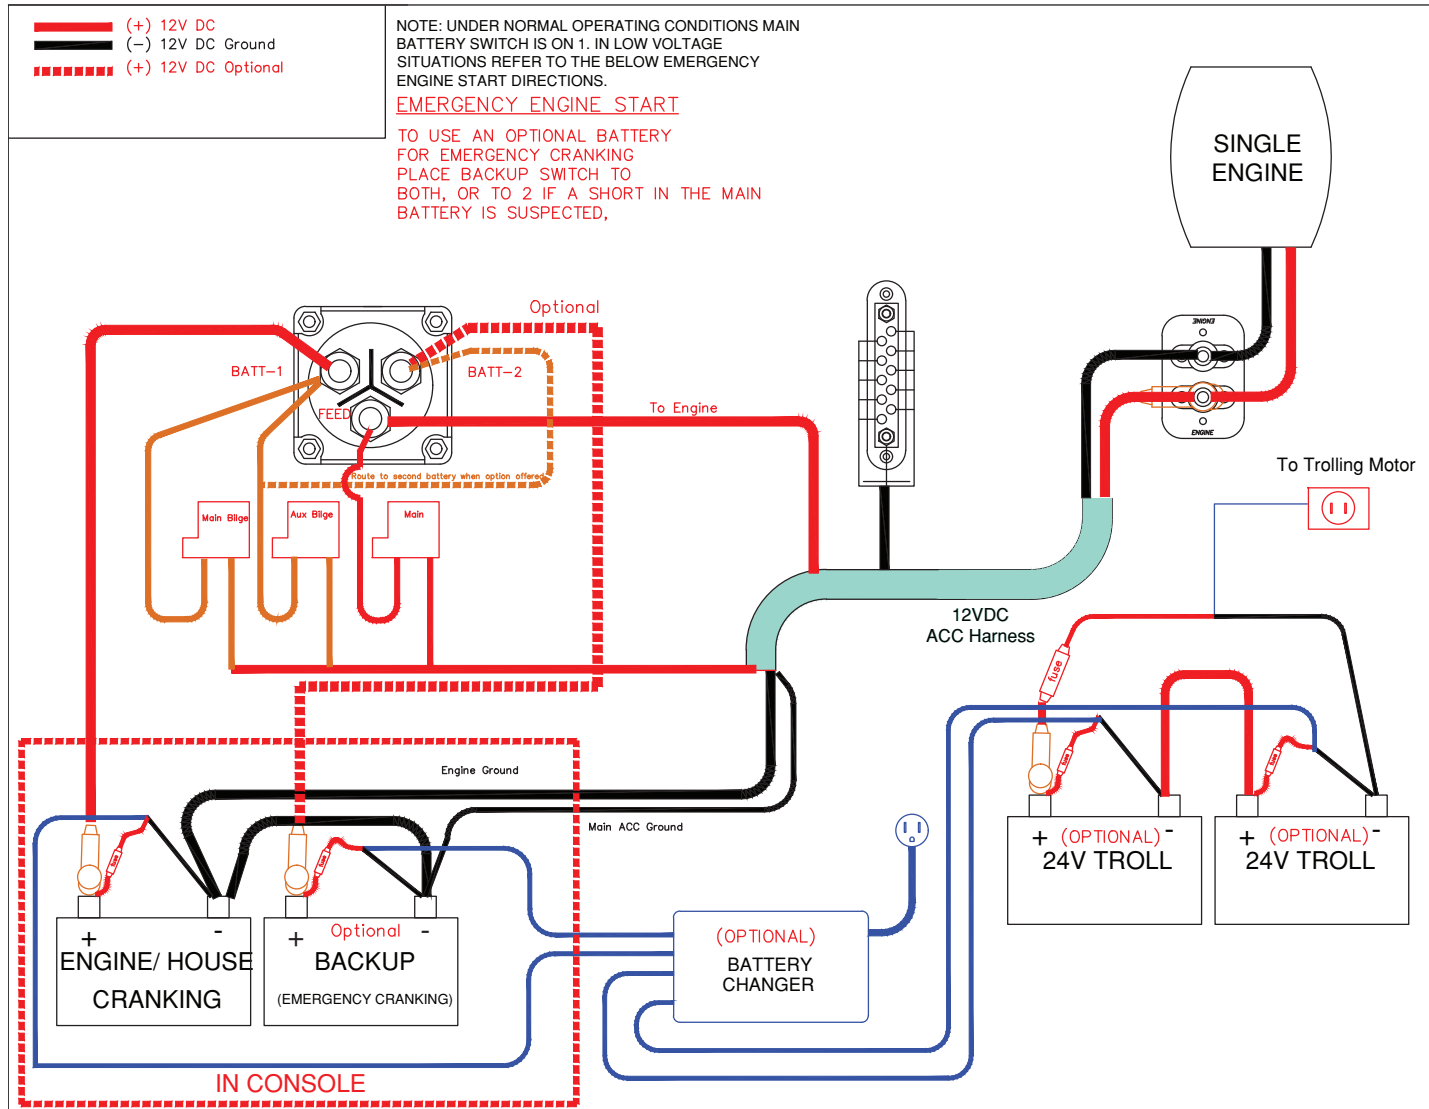 (+) 12V DC
(-) 12V DC Ground
(+) 12V DC Optional
NOTE: UNDER NORMAL OPERATING CONDITIONS MAIN
BATTERY SWITCH IS ON 1. IN LOW VOLTAGE
SITUATIONS REFER TO THE BELOW EMERGENCY
ENGINE START DIRECTIONS.
EMERGENCY ENGINE START
TO USE AN OPTIONAL BATTERY
FOR EMERGENCY CRANKING
PLACE BACKUP SWITCH TO
BOTH, OR TO 2 IF A SHORT IN THE MAIN
BATTERY IS SUSPECTED,
SINGLE
ENGINE
Optional
BATT-1
BATT-2
FEED
To Engine
ENGINE
ENGINE
Route to second battery when option offered
Main Bilge
Aux Bilge
Main
To Trolling Motor
12VDC
ACC Harness
fuse
fuse
fuse
Engine Ground
Main ACC Ground
fuse
fuse
+ (OPTIONAL) -
24V TROLL
+ (OPTIONAL) -
24V TROLL
+ -
ENGINE/ HOUSE
CRANKING
+ Optional -
BACKUP
(EMERGENCY CRANKING)
(OPTIONAL)
BATTERY
CHANGER
IN CONSOLE